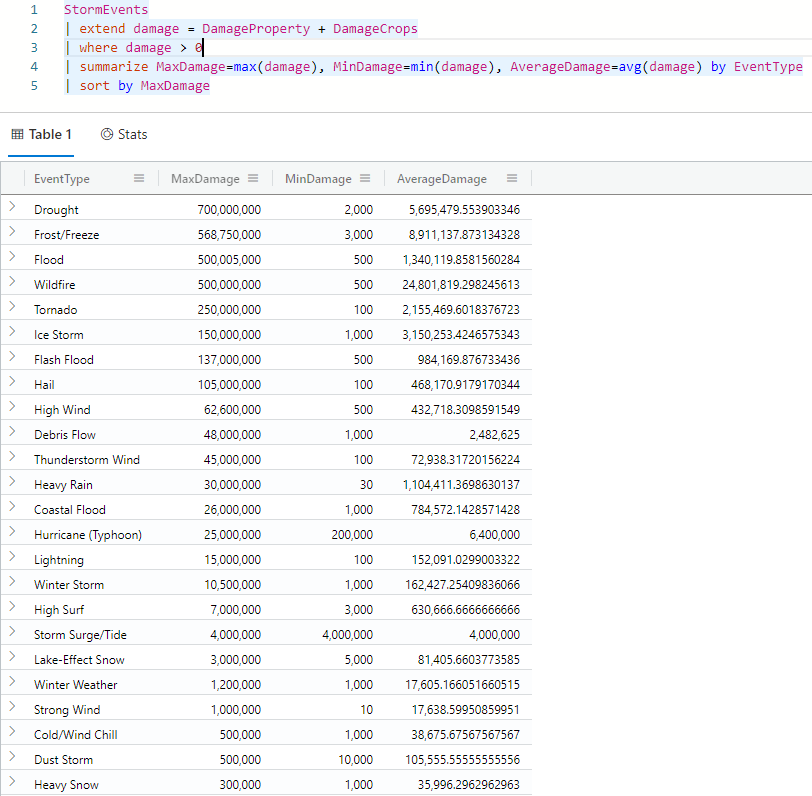 1 StormEvents
2 | extend damage = DamageProperty + DamageCrops
3 | where damage > 0
4 | summarize MaxDamage=max(damage), MinDamage=min(damage), AverageDamage=avg(damage) by EventType
5 | sort by MaxDamage
Table 1 Stats
EventType MaxDamage MinDamage AverageDamage
Drought 700,000,000 2,000 5,695,479.553903346
Frost/Freeze 568,750,000 3,000 8,911,137.873134328
Flood 500,005,000 500 1,340,119.8581560284
Wildfire 500,000,000 500 24,801,819.298245613
Tornado 250,000,000 100 2,155,469.6018376723
Ice Storm 150,000,000 1,000 3,150,253.4246575343
Flash Flood 137,000,000 500 984,169.876733436
Hail 105,000,000 100 468,170.9179170344
High Wind 62,600,000 500 432,718.3098591549
Debris Flow 48,000,000 1,000 2,482,625
Thunderstorm Wind 45,000,000 100 72,938.31720156224
Heavy Rain 30,000,000 30 1,104,411.3698630137
Coastal Flood 26,000,000 1,000 784,572.1428571428
Hurricane (Typhoon) 25,000,000 200,000 6,400,000
Lightning 15,000,000 100 152,091.0299003322
Winter Storm 10,500,000 1,000 162,427.25409836066
High Surf 7,000,000 3,000 630,666.6666666666
Storm Surge/Tide 4,000,000 4,000,000 4,000,000
Lake-Effect Snow 3,000,000 5,000 81,405.6603773585
Winter Weather 1,200,000 1,000 17,605.166051660515
Strong Wind 1,000,000 10 17,638.59950859951
Cold/Wind Chill 500,000 1,000 38,675.67567567567
Dust Storm 500,000 10,000 105,555.55555555556
Heavy Snow 300,000 1,000 35,996.2962962963